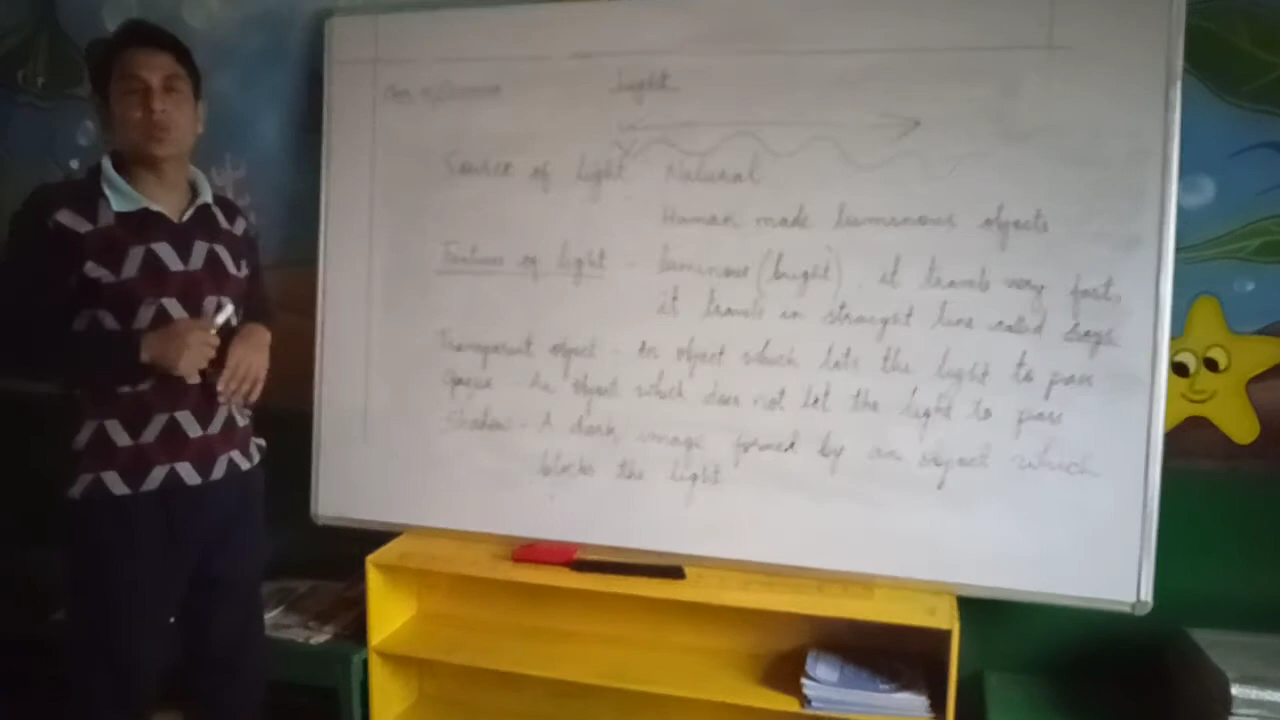 Light
Source of Light Natural
Human made luminous objects
Features of light - luminous (bright). it travels very fast,
it travels in straight line called rays
Transparent object - An object which lets the light to pass
opaque An object which does not let the light to pass
Shadow - A dark image formed by an object which
blocks the light